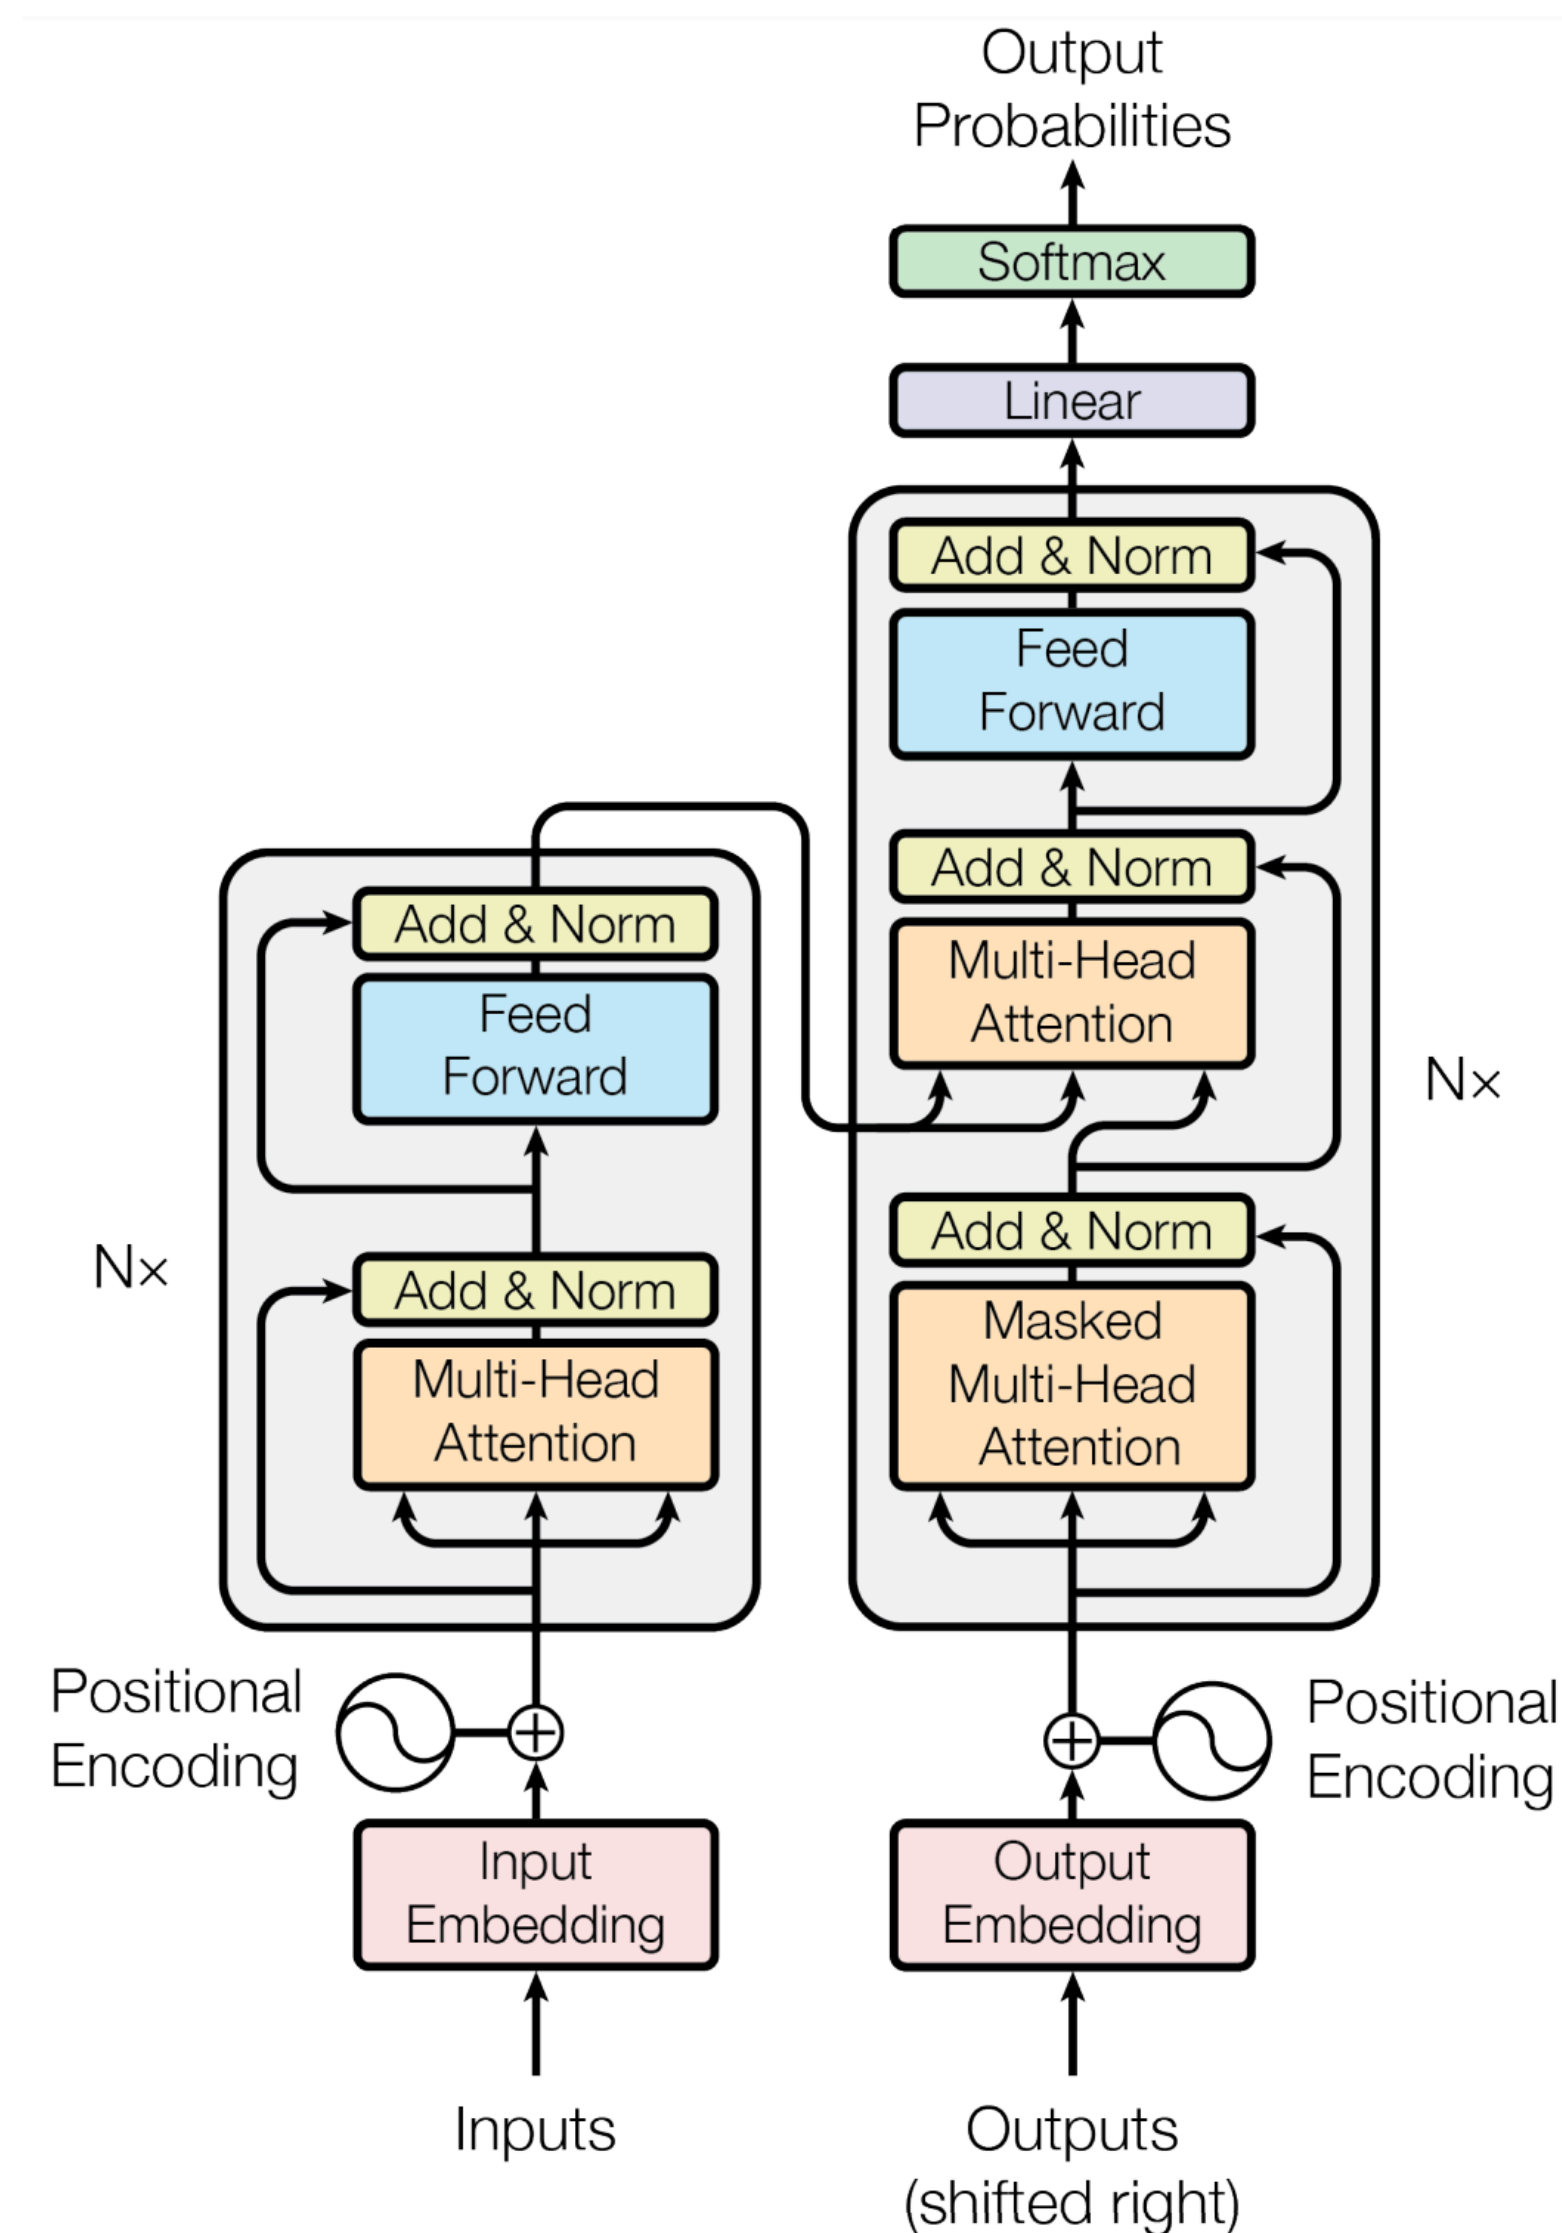 Output
Probabilities
Softmax
Linear
Add & Norm
Feed
Forward
Add & Norm
Multi-Head
Attention
Add & Norm
Masked
Multi-Head
Attention
N×
Add & Norm
Feed
Forward
Add & Norm
Multi-Head
Attention
N×
Positional
Encoding
Positional
Encoding
Input
Embedding
Output
Embedding
Inputs
Outputs
(shifted right)